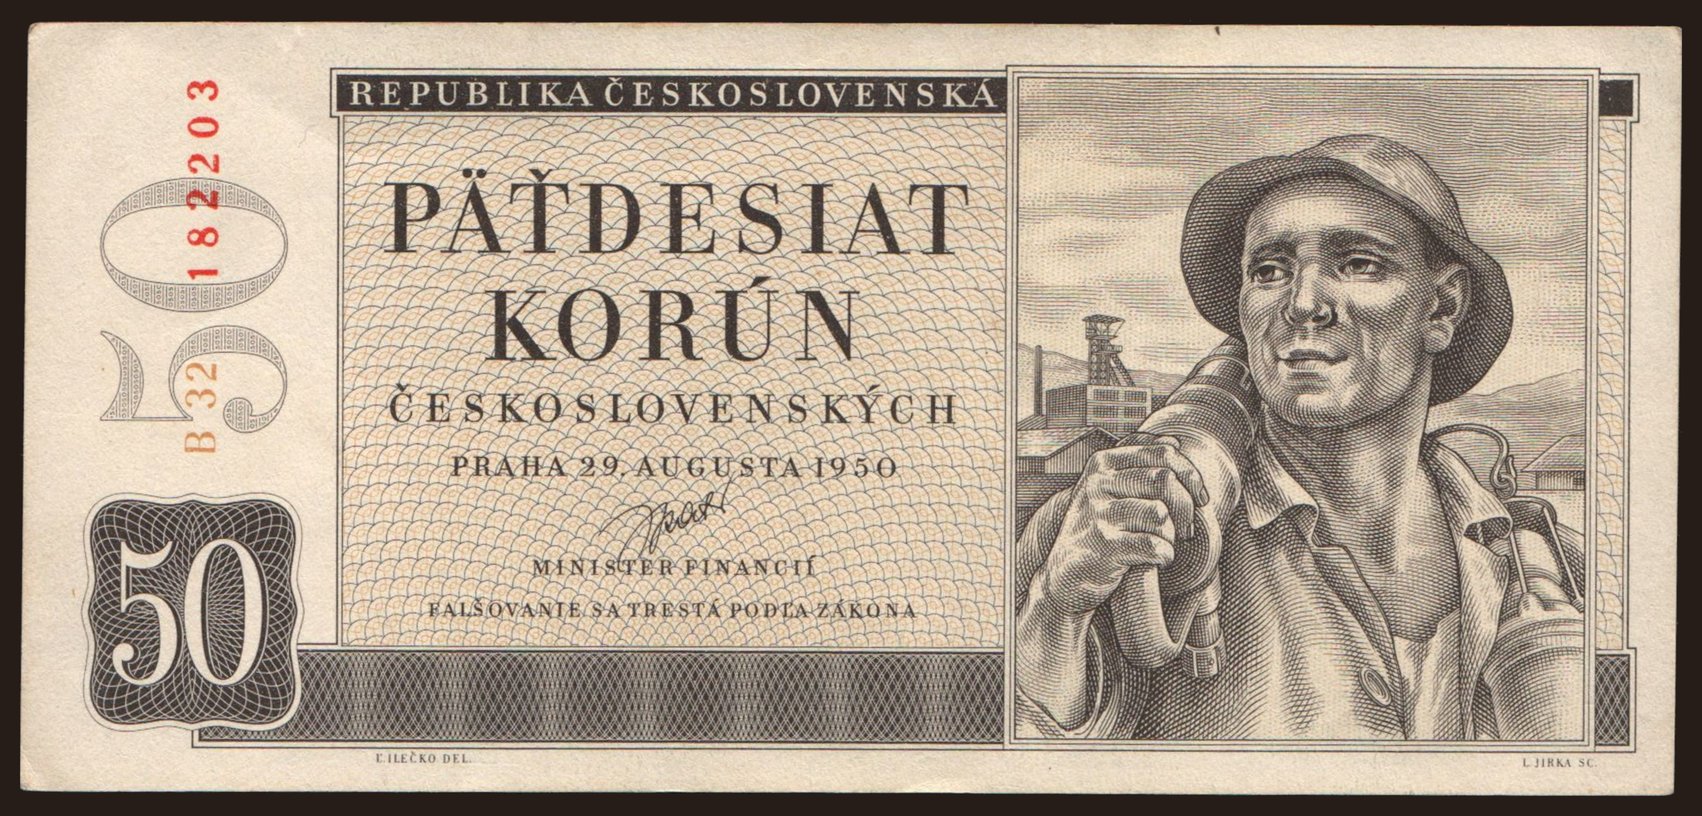 REPUBLIKA ČESKOSLOVENSKÁ
PÄŤDESIAT
KORÚN
ČESKOSLOVENSKÝCH
PRAHA 29. AUGUSTA 1950
MINISTER FINANCIÍ
FALŠOVANIE SA TRESTÁ PODĽA ZÁKONA
50
B 32 182203
50
Ľ. ILEČKO DEL.
L. JIRKA SC.